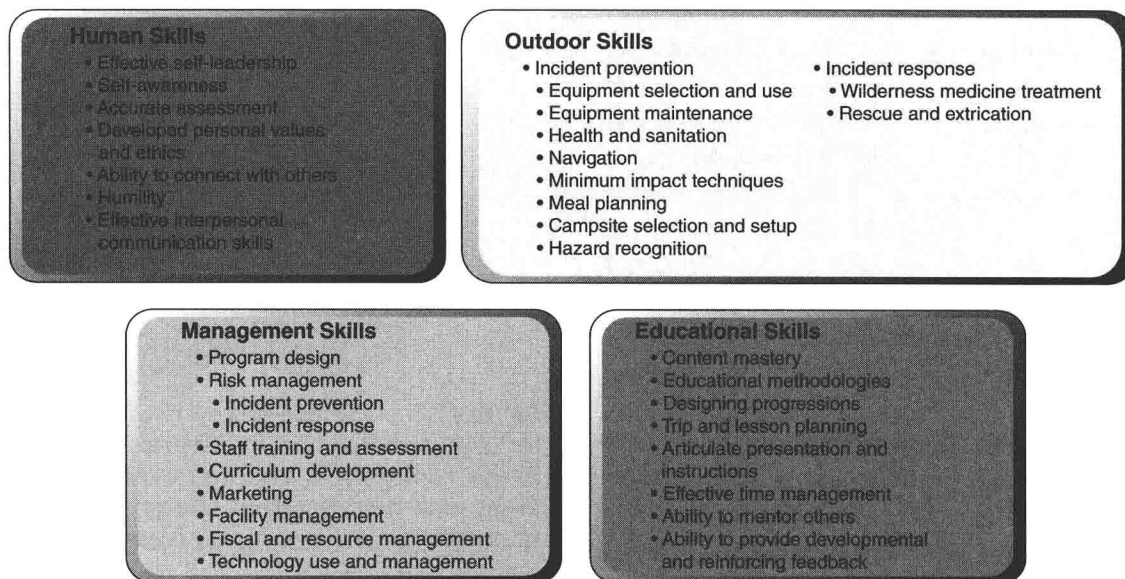 Human Skills
• Effective self-leadership
• Self-awareness
• Accurate assessment
• Developed personal values
and ethics
• Ability to connect with others
• Humility
• Effective interpersonal
communication skills
Outdoor Skills
• Incident prevention
• Equipment selection and use
• Equipment maintenance
• Health and sanitation
• Navigation
• Minimum impact techniques
• Meal planning
• Campsite selection and setup
• Hazard recognition
• Incident response
• Wilderness medicine treatment
• Rescue and extrication
Management Skills
• Program design
• Risk management
• Incident prevention
• Incident response
• Staff training and assessment
• Curriculum development
• Marketing
• Facility management
• Fiscal and resource management
• Technology use and management
Educational Skills
• Content mastery
• Educational methodologies
• Designing progressions
• Trip and lesson planning
• Articulate presentation and
instructions
• Effective time management
• Ability to mentor others
• Ability to provide developmental
and reinforcing feedback